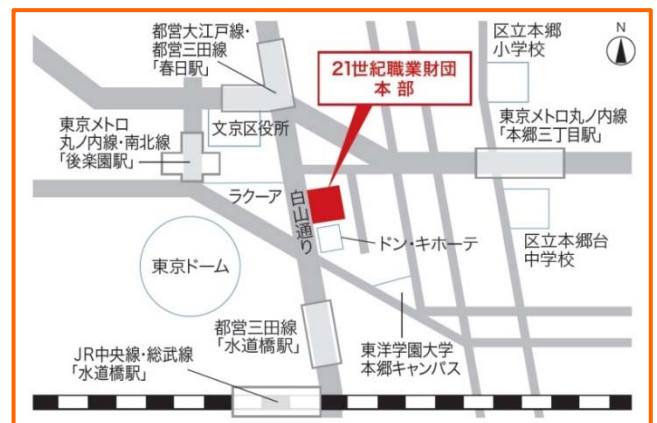 都営大江戸線・
都営三田線
「春日駅」
区立本郷
小学校
N
21世紀職業財団
本部
東京メトロ
丸ノ内線・南北線
「後楽園駅」
文京区役所
東京メトロ丸ノ内線
「本郷三丁目駅」
ラクーア
白山通り
ドン・キホーテ
区立本郷台
中学校
東京ドーム
都営三田線
「水道橋駅」
東洋学園大学
本郷キャンパス
JR中央線・総武線
「水道橋駅」